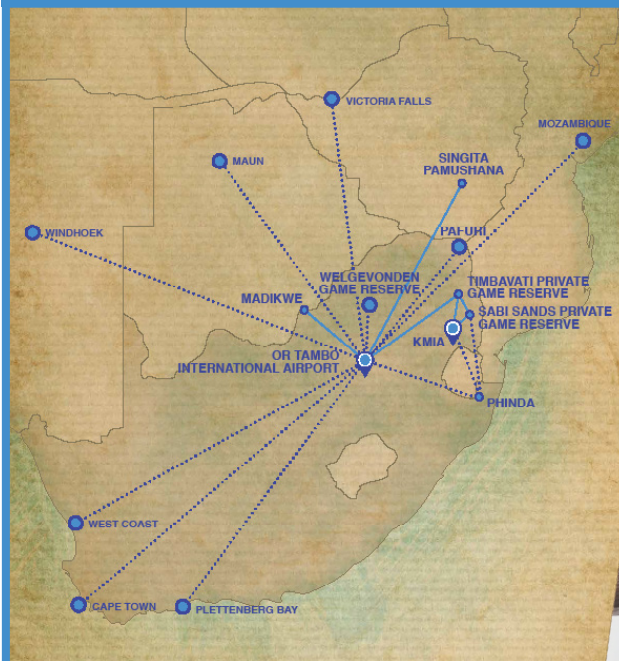 VICTORIA FALLS
MOZAMBIQUE
MAUN
SINGITA
PAMUSHANA
WINDHOEK
PAFURI
WELGEVONDEN
GAME RESERVE
TIMBAVATI PRIVATE
GAME RESERVE
MADIKWE
SABI SANDS PRIVATE
GAME RESERVE
KMIA
OR TAMBO
INTERNATIONAL AIRPORT
PHINDA
WEST COAST
CAPE TOWN
PLETTENBERG BAY